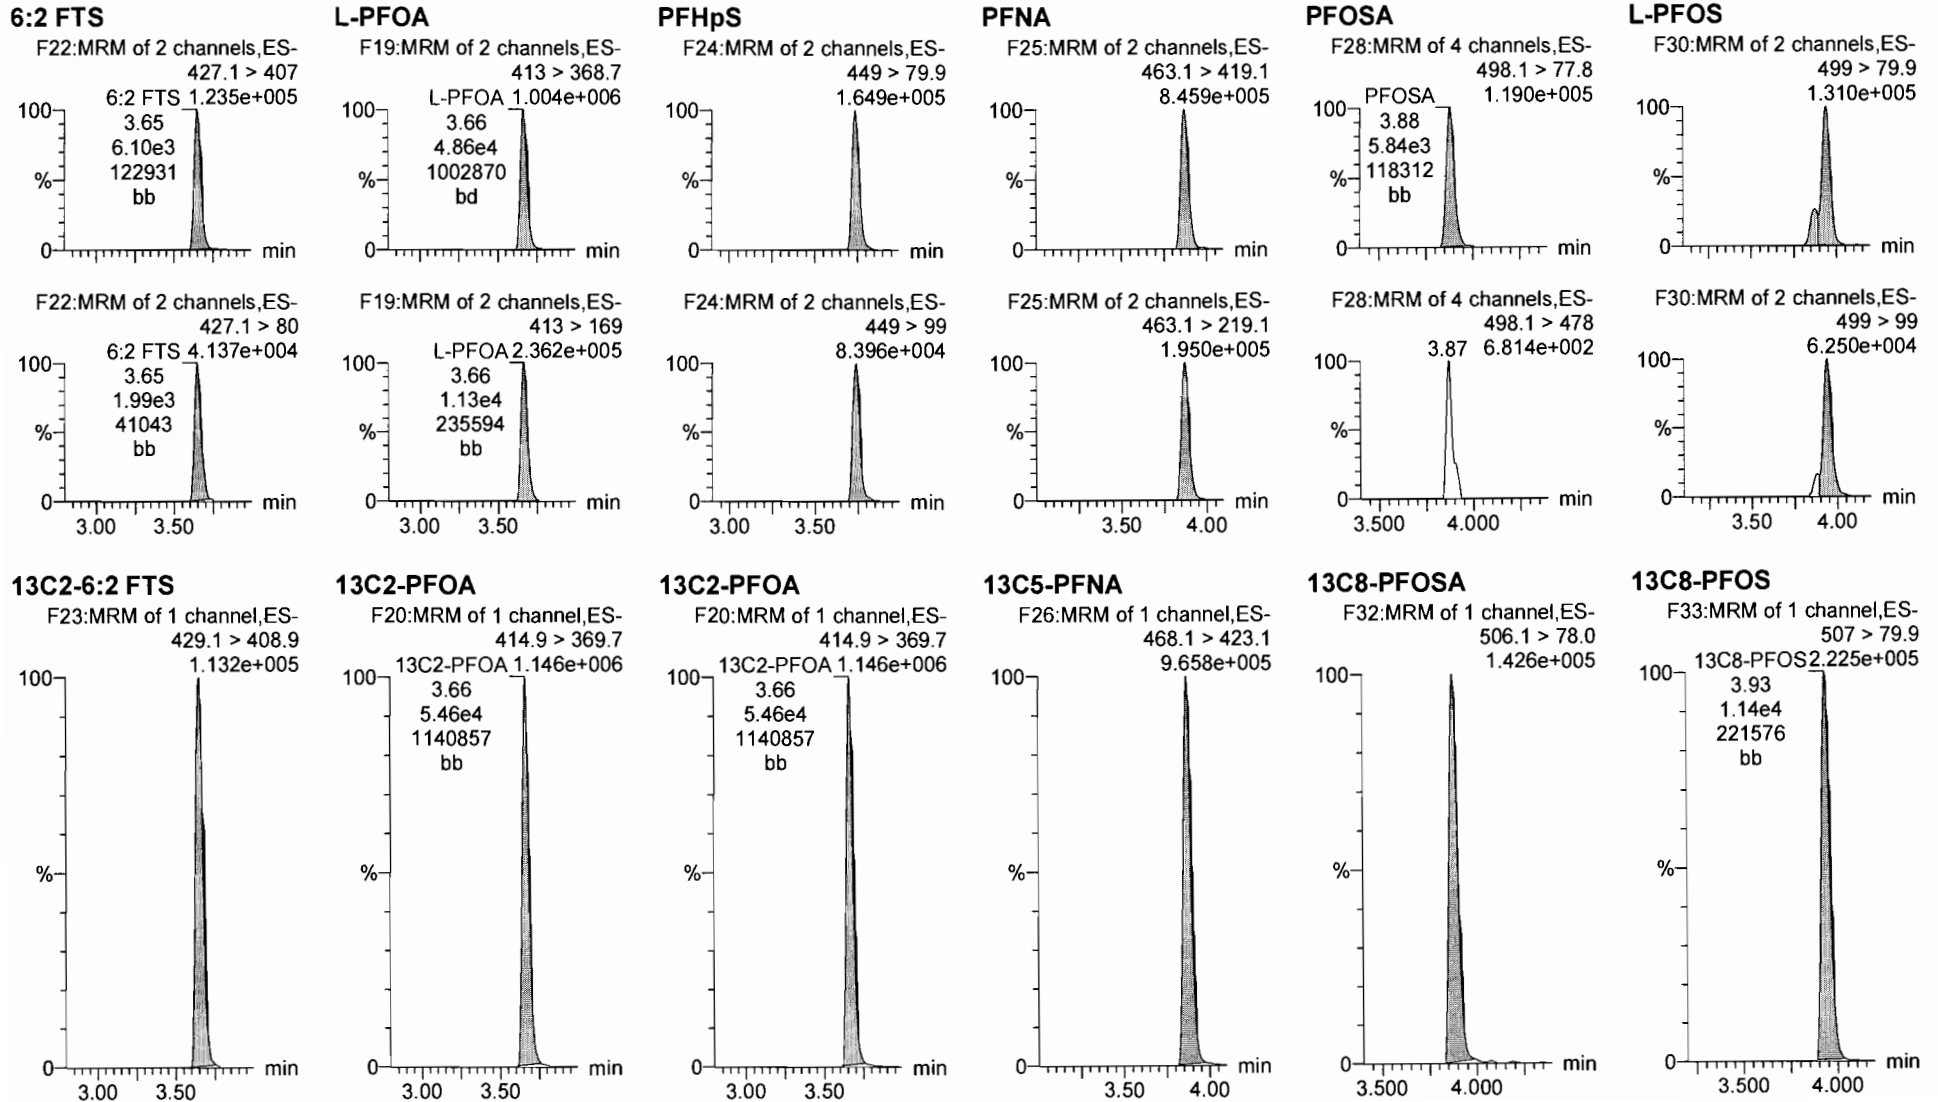 6:2 FTS
F22:MRM of 2 channels,ES-
427.1 > 407
6:2 FTS 1.235e+005
3.65
6.10e3
122931
bb
100
%
0
min
L-PFOA
F19:MRM of 2 channels,ES-
413 > 368.7
L-PFOA 1.004e+006
3.66
4.86e4
1002870
bd
100
%
0
min
PFHpS
F24:MRM of 2 channels,ES-
449 > 79.9
1.649e+005
100
%
0
min
PFNA
F25:MRM of 2 channels,ES-
463.1 > 419.1
8.459e+005
100
%
0
min
PFOSA
F28:MRM of 4 channels,ES-
498.1 > 77.8
PFOSA 1.190e+005
3.88
5.84e3
118312
bb
100
%
0
min
L-PFOS
F30:MRM of 2 channels,ES-
499 > 79.9
1.310e+005
100
%
0
min
F22:MRM of 2 channels,ES-
427.1 > 80
6:2 FTS 4.137e+004
3.65
1.99e3
41043
bb
100
%
0
min
3.00 3.50
F19:MRM of 2 channels,ES-
413 > 169
L-PFOA 2.362e+005
3.66
1.13e4
235594
bb
100
%
0
min
3.00 3.50
F24:MRM of 2 channels,ES-
449 > 99
8.396e+004
100
%
0
min
3.00 3.50
F25:MRM of 2 channels,ES-
463.1 > 219.1
1.950e+005
100
%
0
min
3.50 4.00
F28:MRM of 4 channels,ES-
498.1 > 478
3.87 6.814e+002
100
%
0
min
3.500 4.000
F30:MRM of 2 channels,ES-
499 > 99
6.250e+004
100
%
0
min
3.50 4.00
13C2-6:2 FTS
F23:MRM of 1 channel,ES-
429.1 > 408.9
1.132e+005
100
%
0
min
3.00 3.50
13C2-PFOA
F20:MRM of 1 channel,ES-
414.9 > 369.7
13C2-PFOA 1.146e+006
3.66
5.46e4
1140857
bb
100
%
0
min
3.00 3.50
13C2-PFOA
F20:MRM of 1 channel,ES-
414.9 > 369.7
13C2-PFOA 1.146e+006
3.66
5.46e4
1140857
bb
100
%
0
min
3.00 3.50
13C5-PFNA
F26:MRM of 1 channel,ES-
468.1 > 423.1
9.658e+005
100
%
0
min
3.50 4.00
13C8-PFOSA
F32:MRM of 1 channel,ES-
506.1 > 78.0
1.426e+005
100
%
0
min
3.500 4.000
13C8-PFOS
F33:MRM of 1 channel,ES-
507 > 79.9
13C8-PFOS 2.225e+005
3.93
1.14e4
221576
bb
100
%
0
min
3.500 4.000